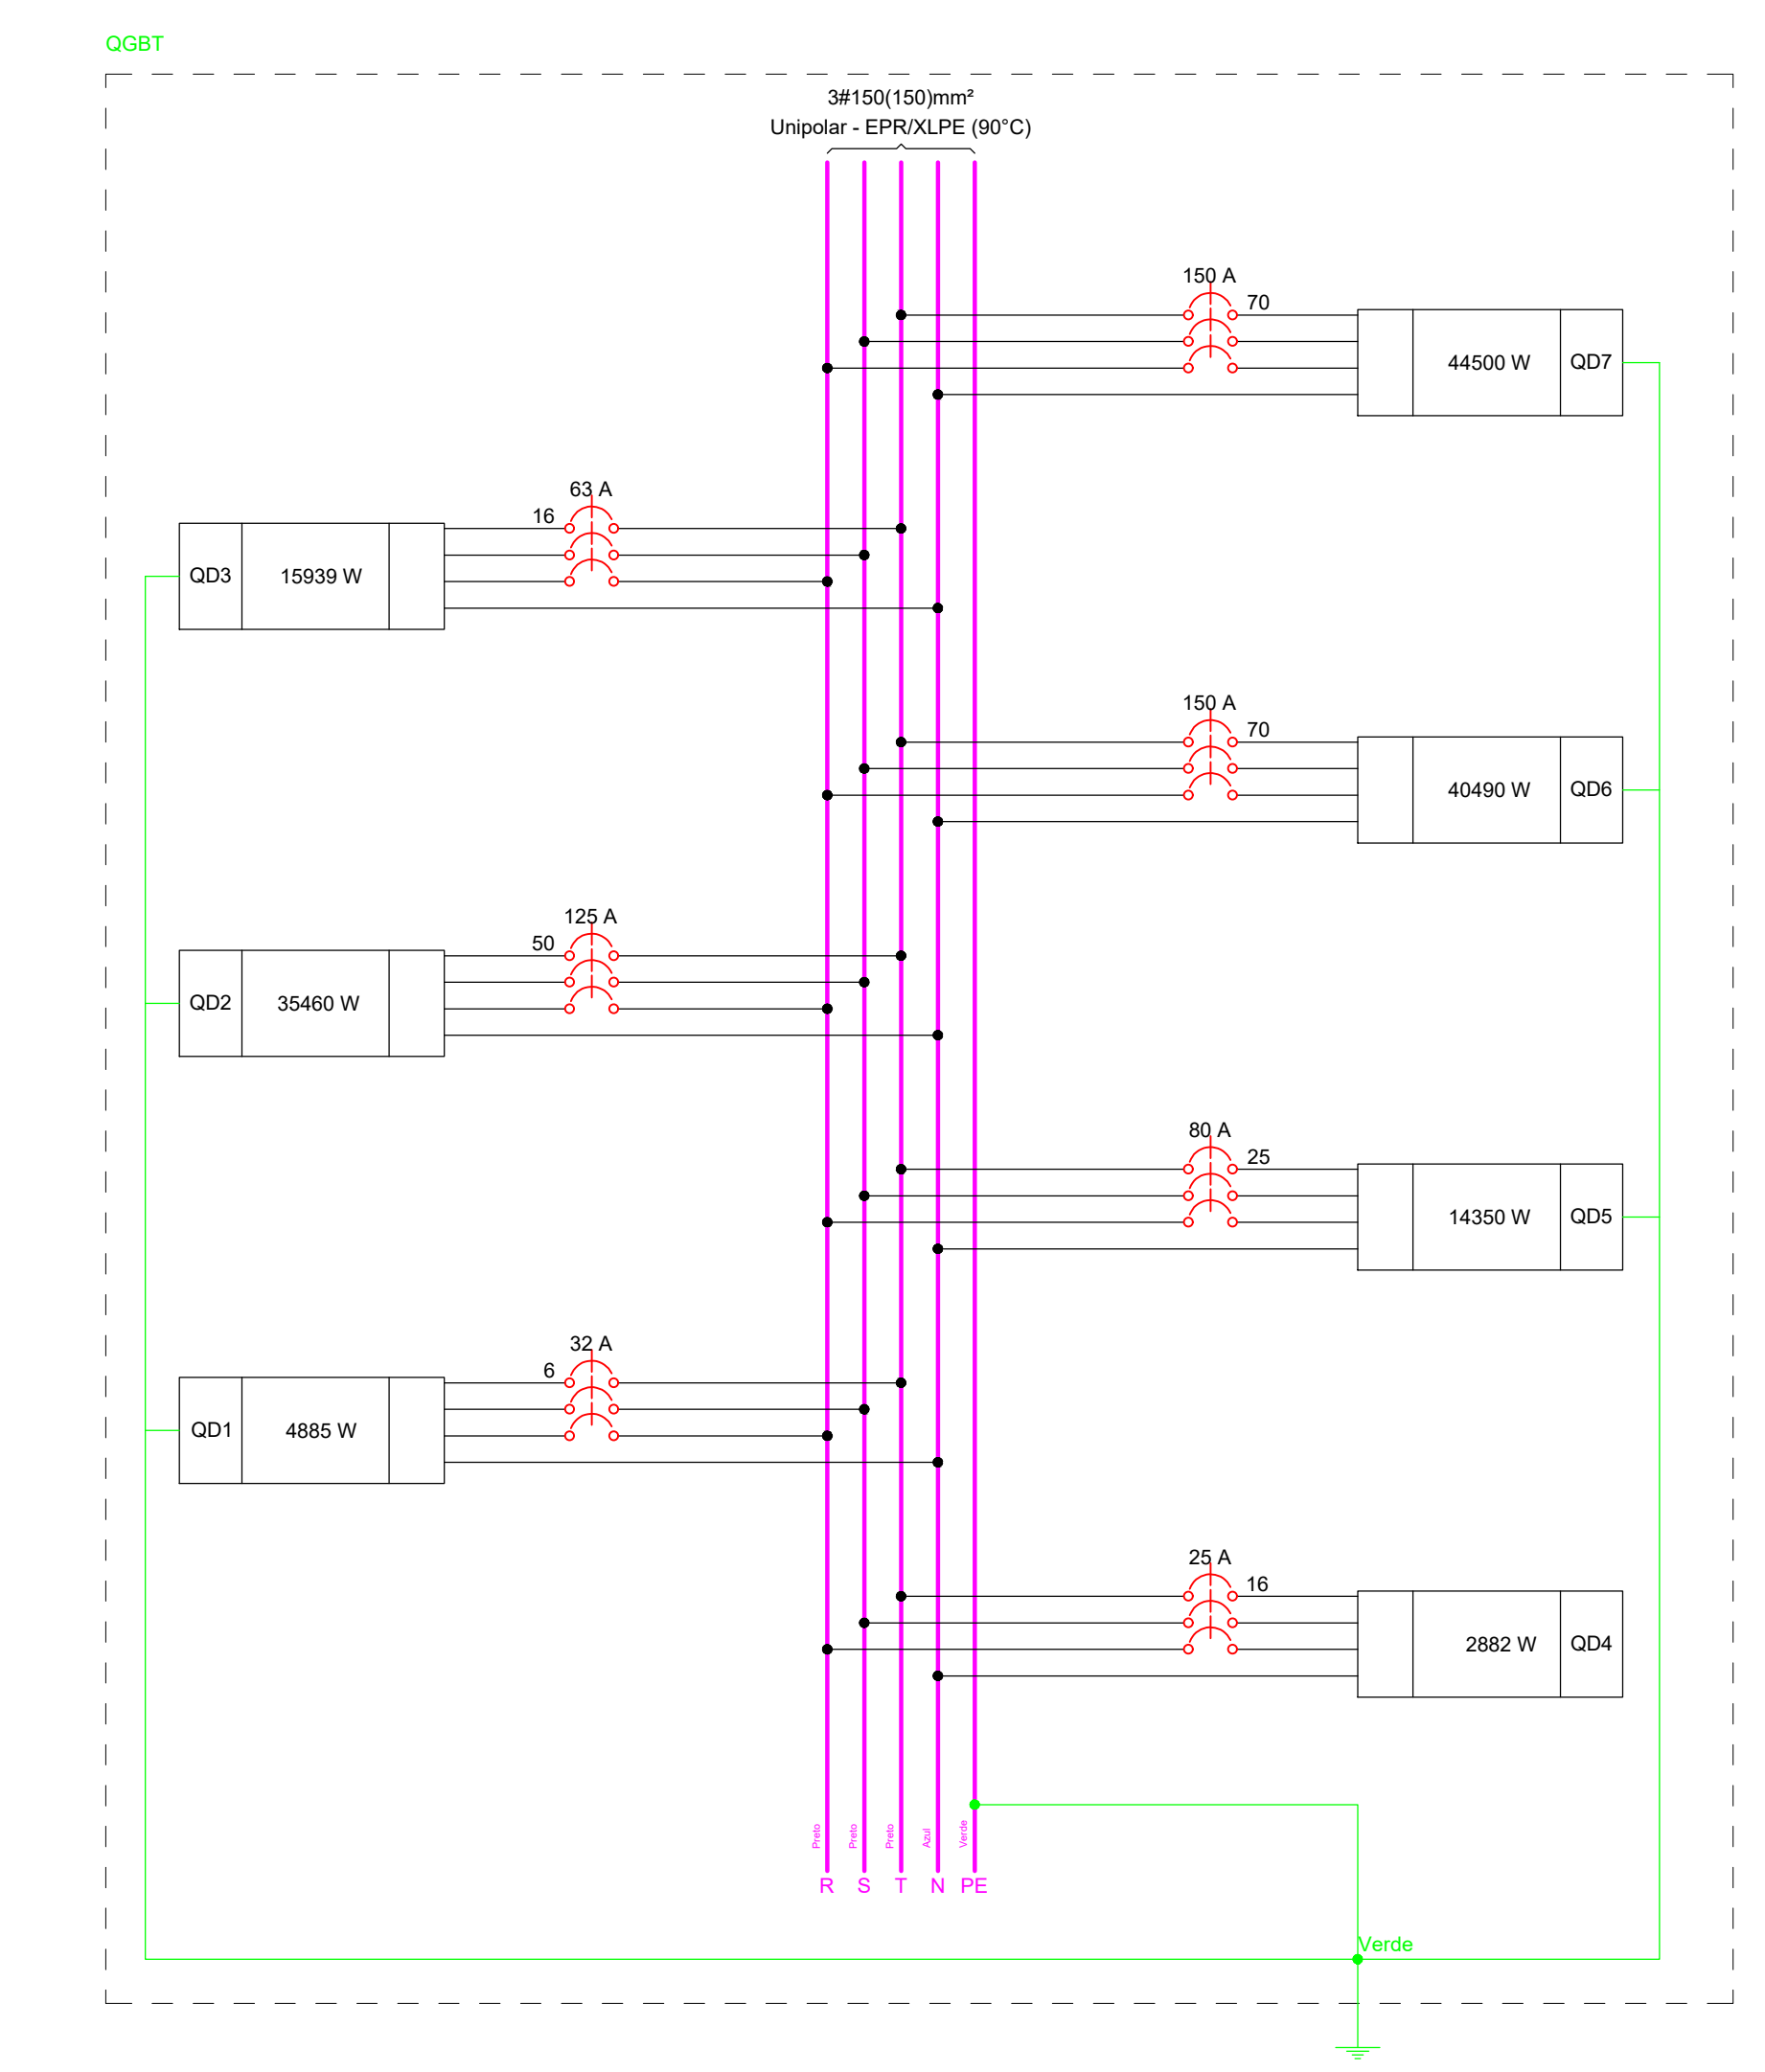 QGBT
3#150(150)mm²
Unipolar - EPR/XLPE (90°C)
150 A
70
44500 W
QD7
63 A
16
QD3
15939 W
150 A
70
40490 W
QD6
125 A
50
QD2
35460 W
80 A
25
14350 W
QD5
32 A
6
QD1
4885 W
25 A
16
2882 W
QD4
Preto
Preto
Preto
Azul
Verde
R
S
T
N
PE
Verde